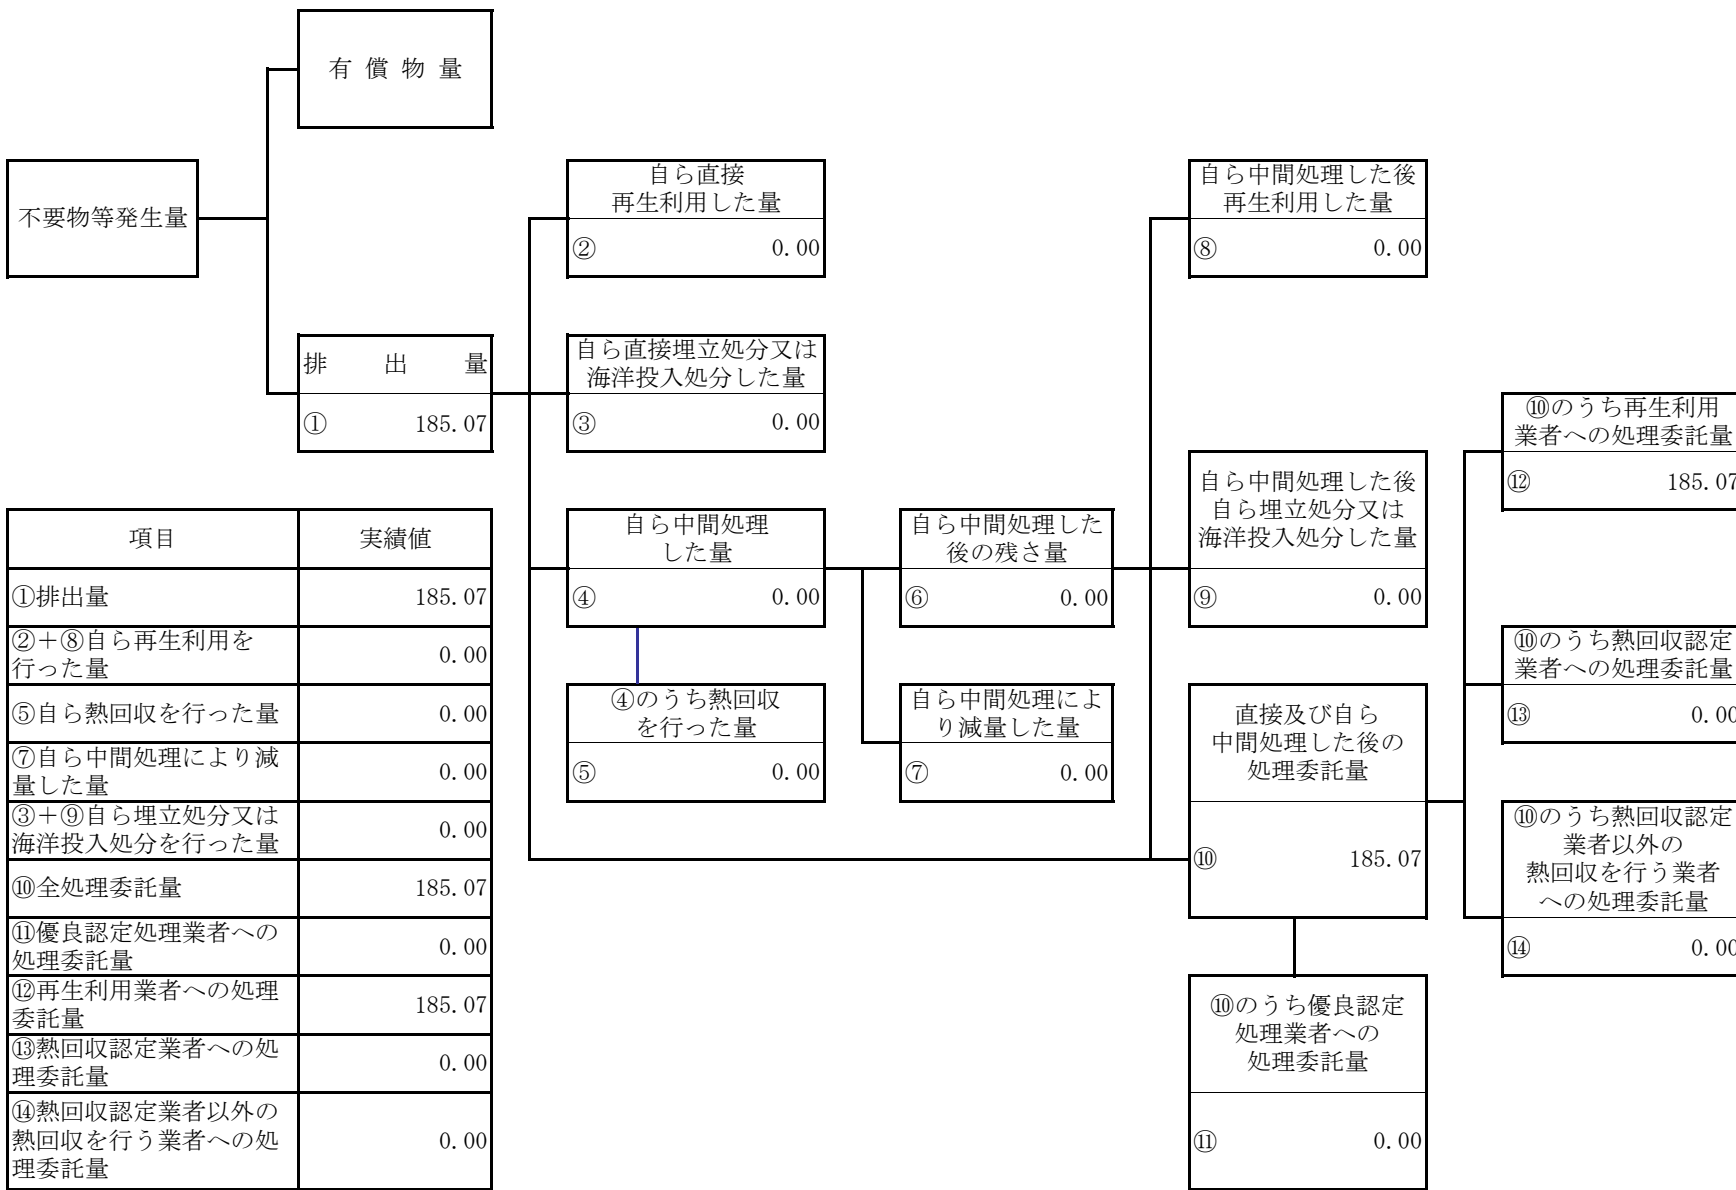 有償物量
不要物等発生量
排出量
① 185.07
自ら直接
再生利用した量
② 0.00
自ら直接埋立処分又は
海洋投入処分した量
③ 0.00
自ら中間処理
した量
④ 0.00
④のうち熱回収
を行った量
⑤ 0.00
自ら中間処理した
後の残さ量
⑥ 0.00
自ら中間処理によ
り減量した量
⑦ 0.00
自ら中間処理した後
再生利用した量
⑧ 0.00
自ら中間処理した後
自ら埋立処分又は
海洋投入処分した量
⑨ 0.00
直接及び自ら
中間処理した後の
処理委託量
⑩ 185.07
⑩のうち優良認定
処理業者への
処理委託量
⑪ 0.00
⑩のうち再生利用
業者への処理委託量
⑫ 185.07
⑩のうち熱回収認定
業者への処理委託量
⑬ 0.00
⑩のうち熱回収認定
業者以外の
熱回収を行う業者
への処理委託量
⑭ 0.00
項目 実績値
①排出量 185.07
②＋⑧自ら再生利用を
行った量 0.00
⑤自ら熱回収を行った量 0.00
⑦自ら中間処理により減
量した量 0.00
③＋⑨自ら埋立処分又は
海洋投入処分を行った量 0.00
⑩全処理委託量 185.07
⑪優良認定処理業者への
処理委託量 0.00
⑫再生利用業者への処理
委託量 185.07
⑬熱回収認定業者への処
理委託量 0.00
⑭熱回収認定業者以外の
熱回収を行う業者への処
理委託量 0.00